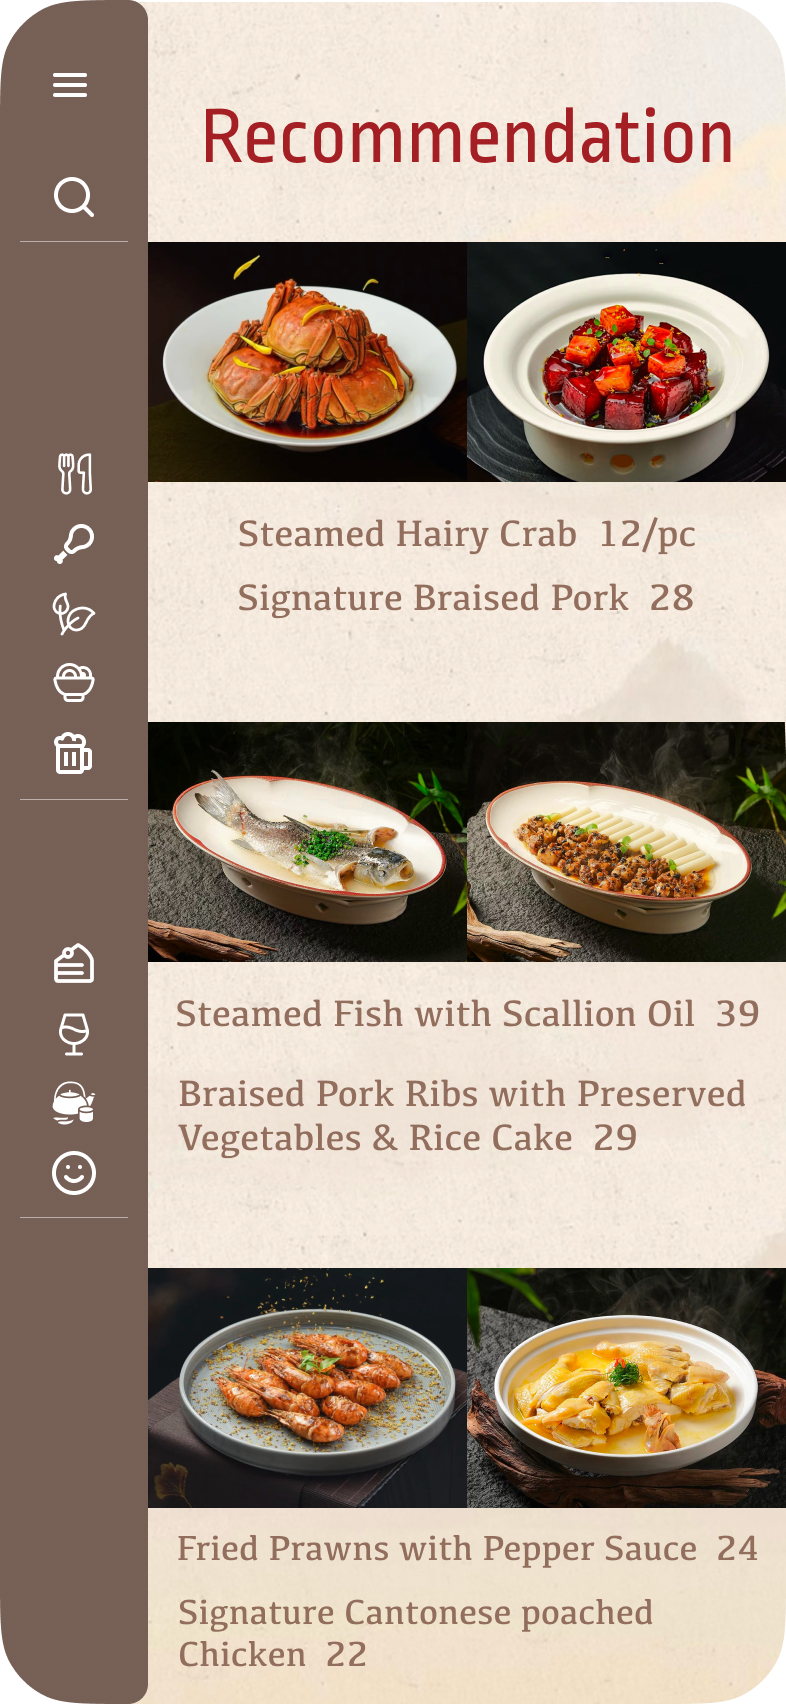 Recommendation
Steamed Hairy Crab 12/pc
Signature Braised Pork 28
Steamed Fish with Scallion Oil 39
Braised Pork Ribs with Preserved
Vegetables & Rice Cake 29
Fried Prawns with Pepper Sauce 24
Signature Cantonese poached
Chicken 22